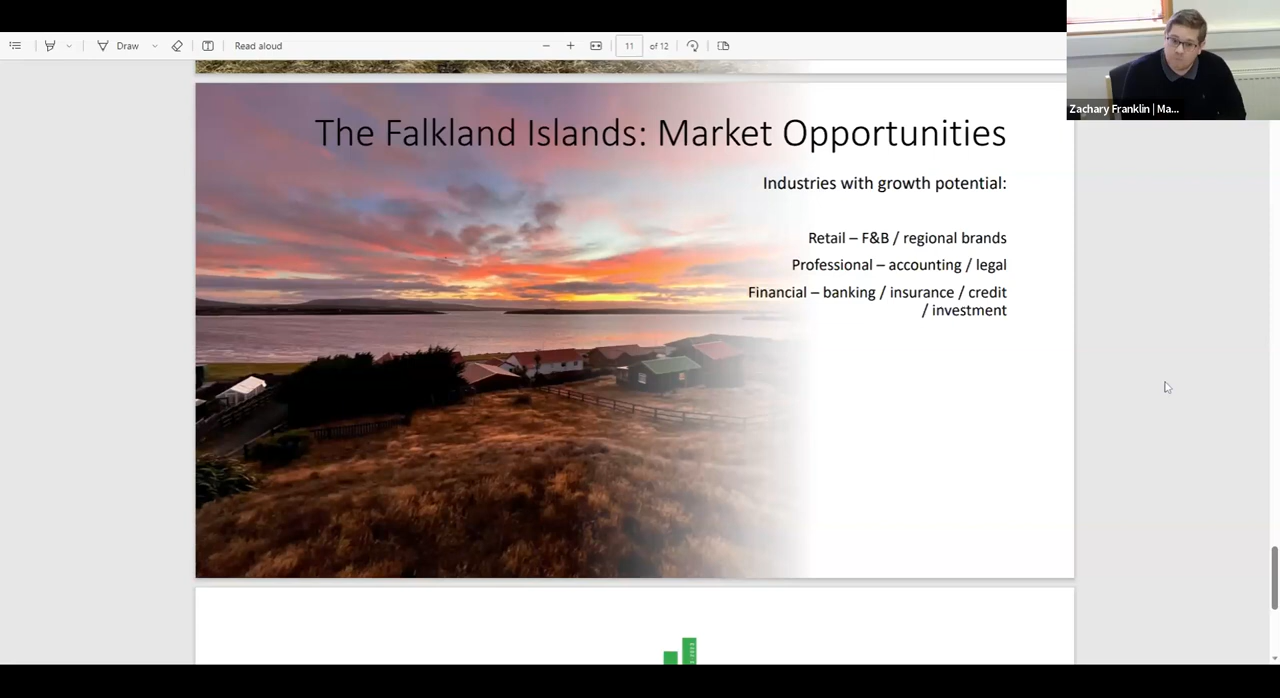 Draw
Read aloud
11
of 12
Zachary Franklin | Ma...
The Falkland Islands: Market Opportunities
Industries with growth potential:
Retail – F&B / regional brands
Professional – accounting / legal
Financial – banking / insurance / credit
/ investment